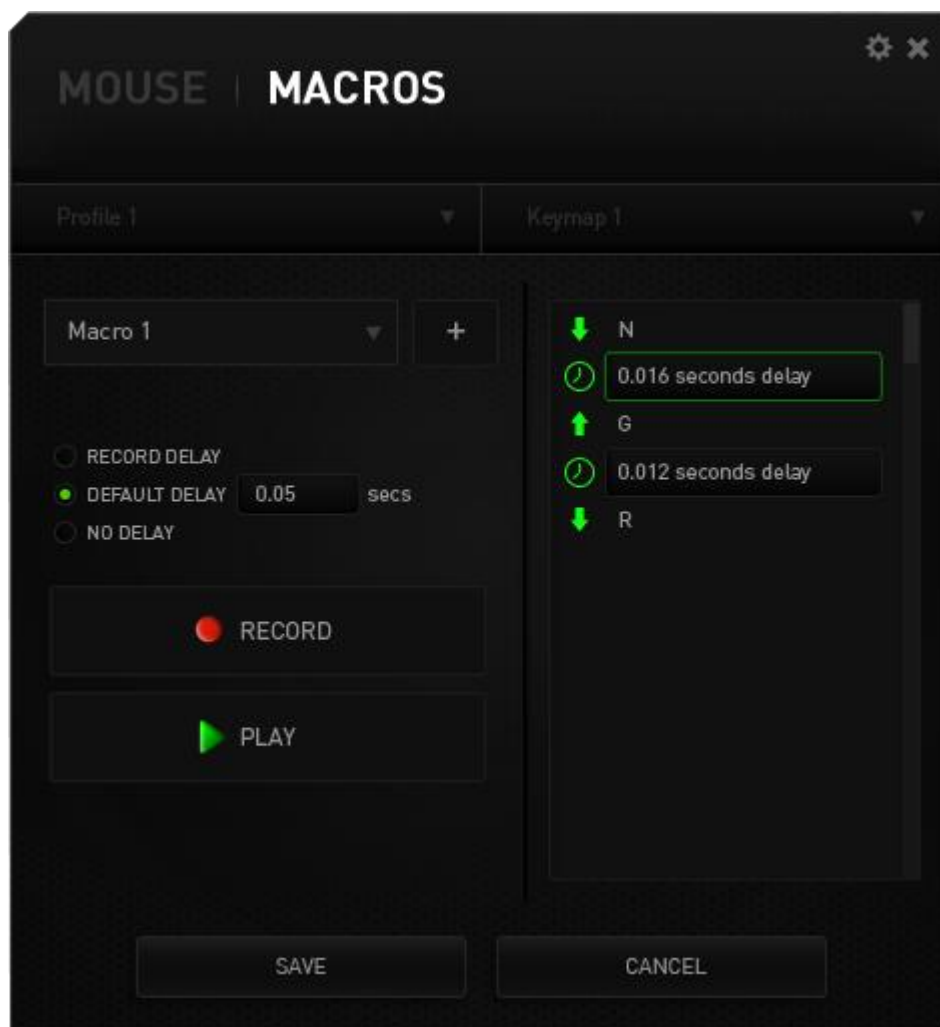 MOUSE | MACROS
Profile 1 Keymap 1
Macro 1 +
RECORD DELAY
DEFAULT DELAY 0.05 secs
NO DELAY
RECORD
PLAY
N
0.016 seconds delay
G
0.012 seconds delay
R
SAVE CANCEL